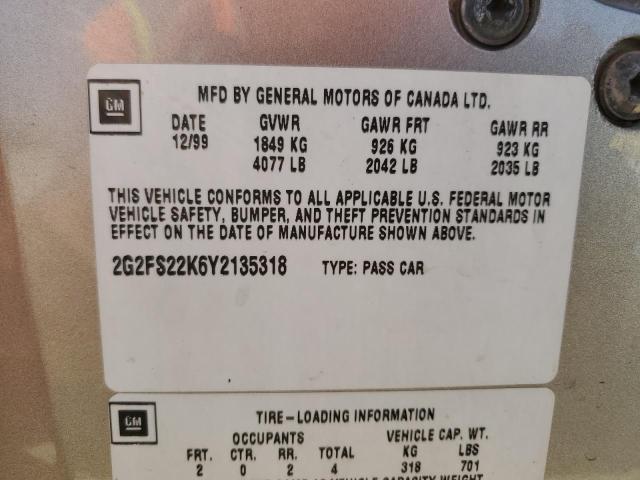 GM
MFD BY GENERAL MOTORS OF CANADA LTD.
DATE GVWR GAWR FRT GAWR RR
12/99 1849 KG 926 KG 923 KG
4077 LB 2042 LB 2035 LB
THIS VEHICLE CONFORMS TO ALL APPLICABLE U.S. FEDERAL MOTOR
VEHICLE SAFETY, BUMPER, AND THEFT PREVENTION STANDARDS IN
EFFECT ON THE DATE OF MANUFACTURE SHOWN ABOVE.
2G2FS22K6Y2135318 TYPE: PASS CAR
GM
TIRE-LOADING INFORMATION
OCCUPANTS VEHICLE CAP. WT.
FRT. CTR. RR. TOTAL KG LBS
2 0 2 4 318 701
VEHICLE CAPACITY WEIGHT